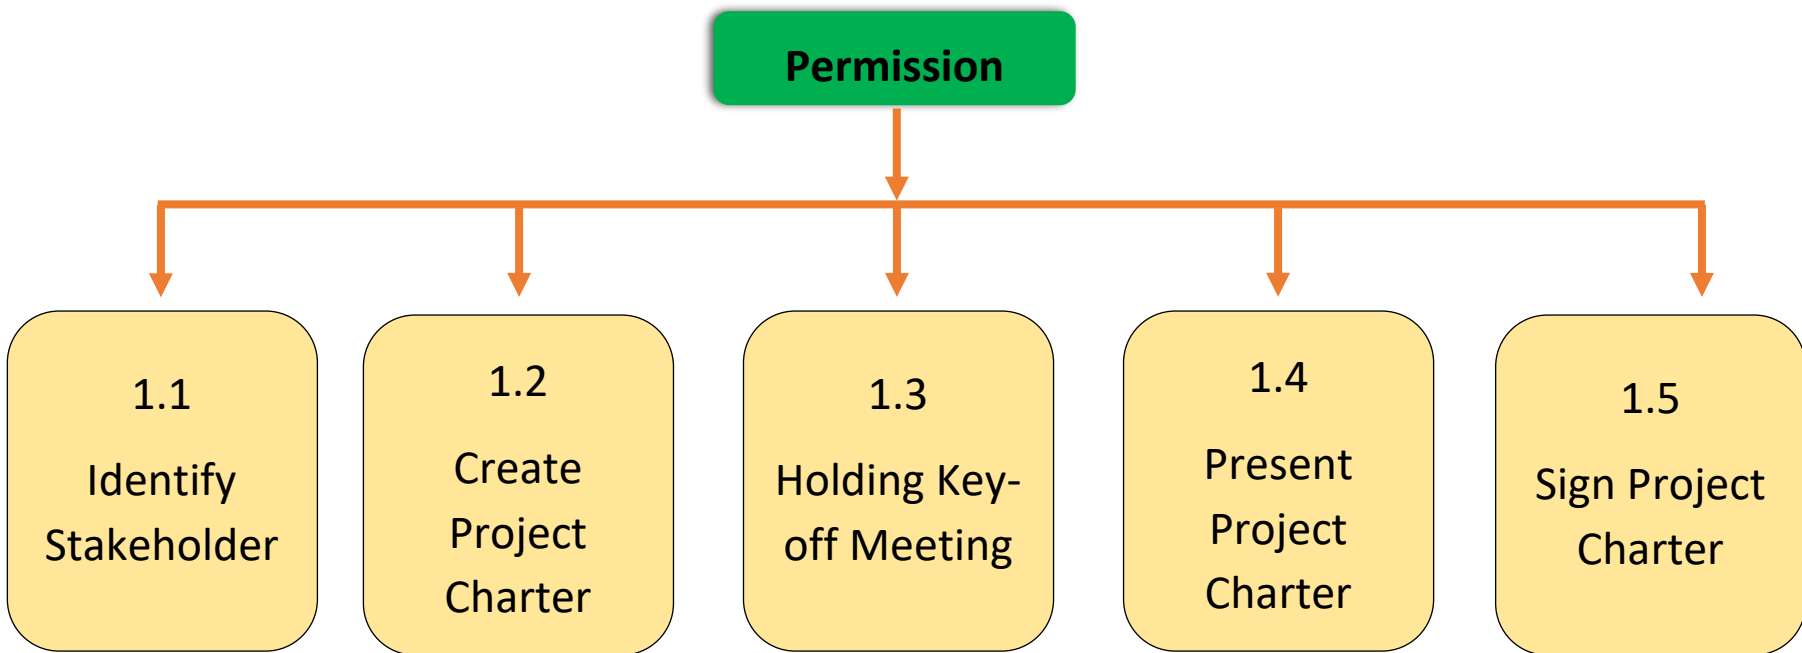 Permission
1.1
Identify
Stakeholder
1.2
Create
Project
Charter
1.3
Holding Key-
off Meeting
1.4
Present
Project
Charter
1.5
Sign Project
Charter